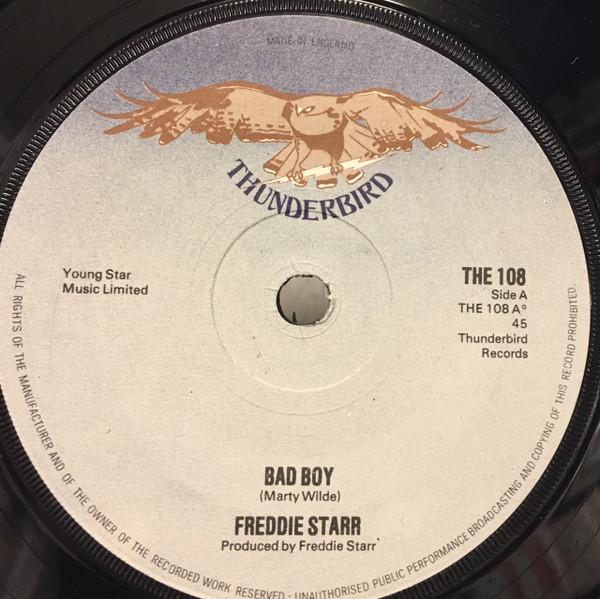 MADE IN ENGLAND
THUNDERBIRD
Young Star
Music Limited
THE 108
Side A
THE 108 A°
45
Thunderbird
Records
BAD BOY
(Marty Wilde)
FREDDIE STARR
Produced by Freddie Starr
ALL RIGHTS OF THE MANUFACTURER AND OF THE OWNER OF THE RECORDED WORK RESERVED · UNAUTHORISED PUBLIC PERFORMANCE BROADCASTING AND COPYING OF THIS RECORD PROHIBITED.